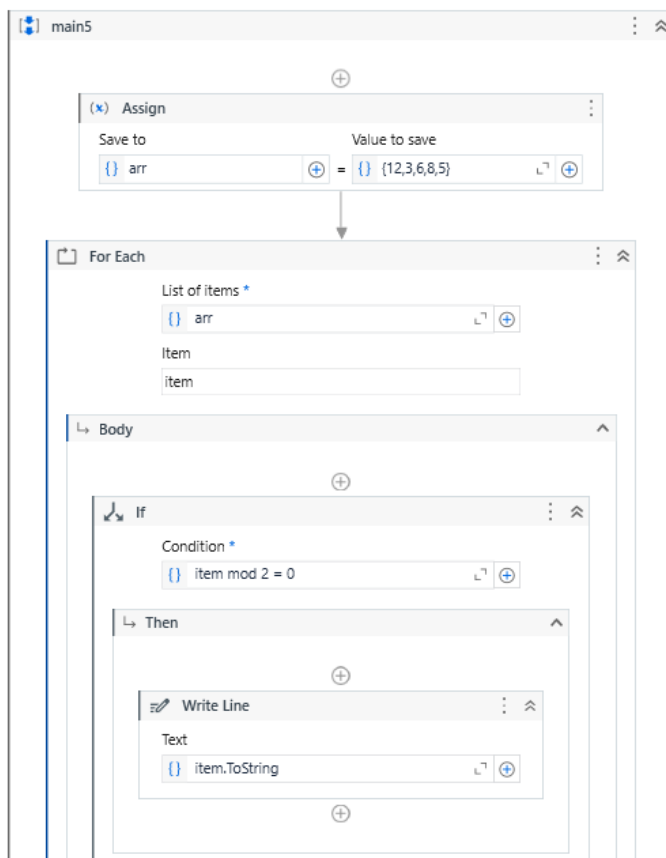 main5
(x) Assign
Save to Value to save
{} arr = {} {12,3,6,8,5}
For Each
List of items *
{} arr
Item
item
Body
If
Condition *
{} item mod 2 = 0
Then
Write Line
Text
{} item.ToString